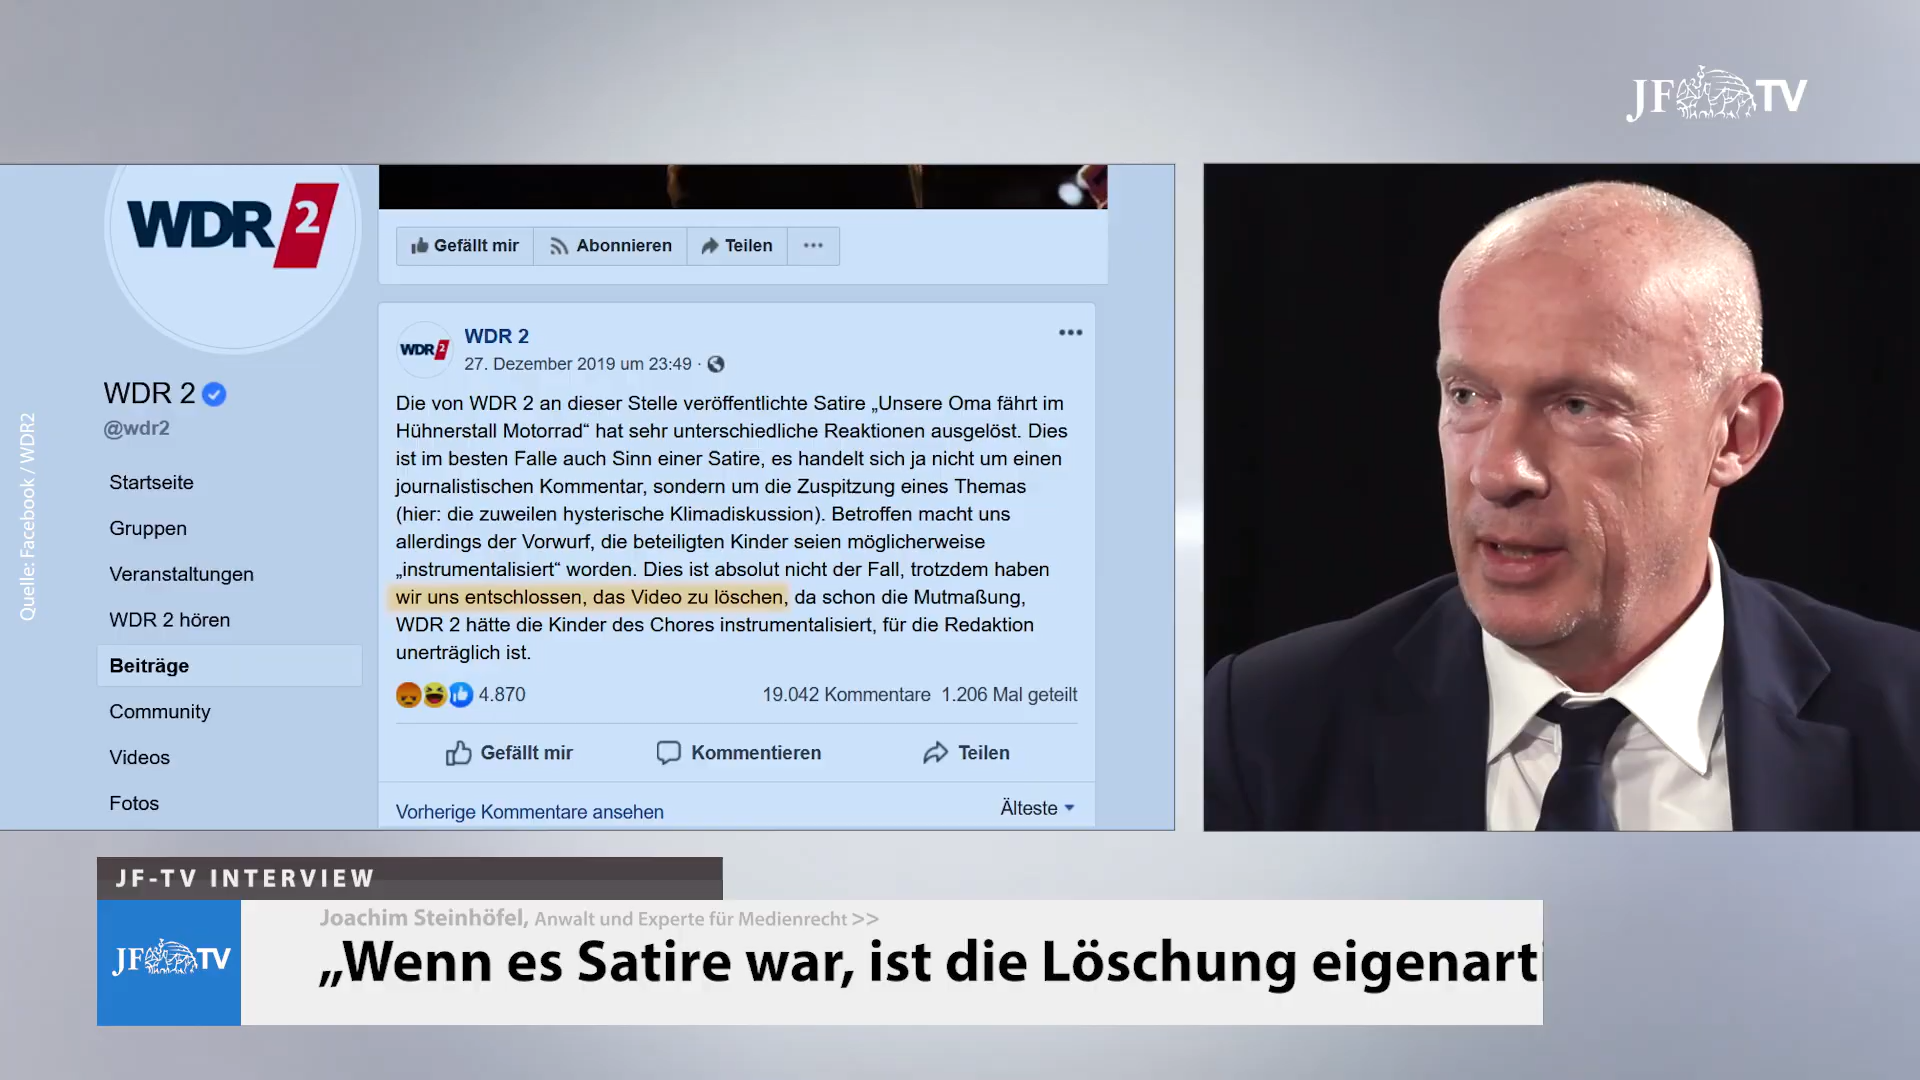 JF TV
WDR 2
Gefällt mir
Abonnieren
Teilen
WDR 2
@wdr2
Startseite
Gruppen
Veranstaltungen
WDR 2 hören
Beiträge
Community
Videos
Fotos
Quelle: Facebook / WDR2
WDR 2
WDR 2
27. Dezember 2019 um 23:49 ·
Die von WDR 2 an dieser Stelle veröffentlichte Satire „Unsere Oma fährt im
Hühnerstall Motorrad“ hat sehr unterschiedliche Reaktionen ausgelöst. Dies
ist im besten Falle auch Sinn einer Satire, es handelt sich ja nicht um einen
journalistischen Kommentar, sondern um die Zuspitzung eines Themas
(hier: die zuweilen hysterische Klimadiskussion). Betroffen macht uns
allerdings der Vorwurf, die beteiligten Kinder seien möglicherweise
„instrumentalisiert“ worden. Dies ist absolut nicht der Fall, trotzdem haben
wir uns entschlossen, das Video zu löschen, da schon die Mutmaßung,
WDR 2 hätte die Kinder des Chores instrumentalisiert, für die Redaktion
unerträglich ist.
4.870
19.042 Kommentare 1.206 Mal geteilt
Gefällt mir
Kommentieren
Teilen
Vorherige Kommentare ansehen
Älteste
JF-TV INTERVIEW
JF TV
Joachim Steinhöfel, Anwalt und Experte für Medienrecht >>
„Wenn es Satire war, ist die Löschung eigenarti